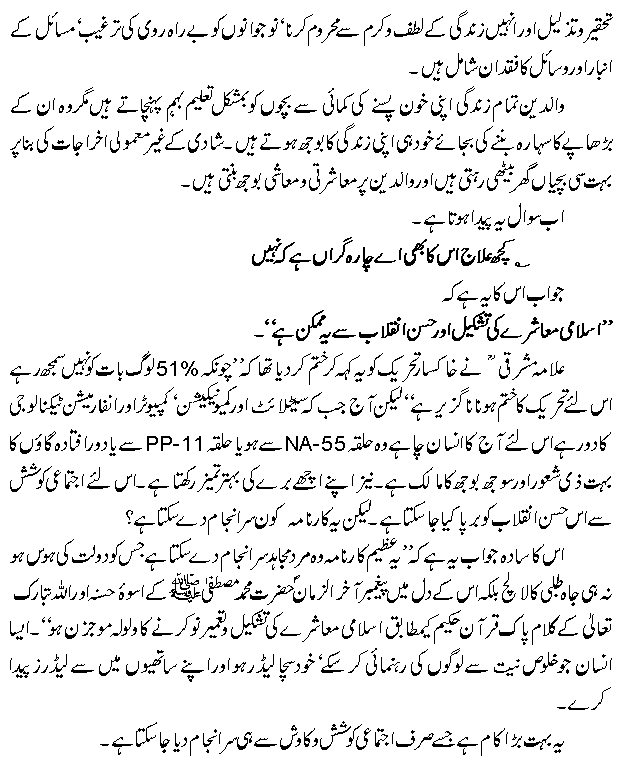 تحقیر و تذلیل اور انہیں زندگی کے لطف و کرم سے محروم کرنا‘ نوجوانوں کو بے راہ روی کی ترغیب‘ مسائل کے
انبار اور وسائل کا فقدان شامل ہیں ۔
والدین تمام زندگی اپنی خون پسنے کی کمائی سے بچوں کو بمشکل تعلیم بہم پہنچاتے ہیں مگر وہ ان کے
بڑھاپے کا سہارہ بننے کی بجائے خود ہی اپنی زندگی کا بوجھ ہوتے ہیں ۔ شادی کے غیر معمولی اخراجات کی بنا پر
بہت سی بچیاں گھر بیٹھی رہتی ہیں اور والدین پر معاشرتی و معاشی بوجھ بنتی ہیں ۔
اب سوال یہ پیدا ہوتا ہے ۔
؎ کچھ علاج اس کا بھی اے چارہ گراں ہے کہ نہیں
جواب اس کا یہ ہے کہ
’’اسلامی معاشرے کی تشکیل اور حسن انقلاب سے یہ ممکن ہے‘‘ ۔
علامہ مشرقی ؒ نے خاکسار تحریک کو یہ کہہ کر ختم کر دیا تھا کہ ’’چونکہ 51% لوگ بات کو نہیں سمجھ رہے
اس لئے تحریک کا ختم ہونا ناگزیر ہے‘‘ لیکن آج جب کہ سیٹلائٹ اور کمیونیکیشن‘ کمپیوٹر اور انفارمیشن ٹیکنالوجی
کا دور ہے اس لئے آج کا انسان چاہے وہ حلقہ NA-55 سے ہو یا حلقہ PP-11 سے یا دور افتادہ گاؤں کا
بہت ذی شعور اور سوجھ بوجھ کا مالک ہے ۔ نیز اپنے اچھے برے کی بہتر تمیز رکھتا ہے ۔ اس لئے اجتماعی کوشش
سے اس حسن انقلاب کو برپا کیا جا سکتا ہے ۔ لیکن یہ کارنامہ کون سر انجام دے سکتا ہے؟
اس کا سادہ جواب یہ ہے کہ ’’یہ عظیم کارنامہ وہ مرد مجاہد سر انجام دے سکتا ہے جس کو دولت کی ہوس ہو
نہ ہی جاہ طلبی کا لالچ بلکہ اس کے دل میں پیغمبر آخر الزمان حضرت محمد مصطفیٰ ﷺ کے اسوۂ حسنہ اور اللہ تبارک
تعالیٰ کے کلام پاک قرآن حکیم کیمطابق اسلامی معاشرے کی تشکیل و تعمیر نو کرنے کا ولولہ موجزن ہو‘‘ ۔ ایسا
انسان جو خلوص نیت سے لوگوں کی رہنمائی کر سکے‘ خود سچا لیڈر ہو اور اپنے ساتھیوں میں سے لیڈرز پیدا
کرے ۔
یہ بہت بڑا کام ہے جسے صرف اجتماعی کوشش و کاوش سے ہی سر انجام دیا جا سکتا ہے ۔